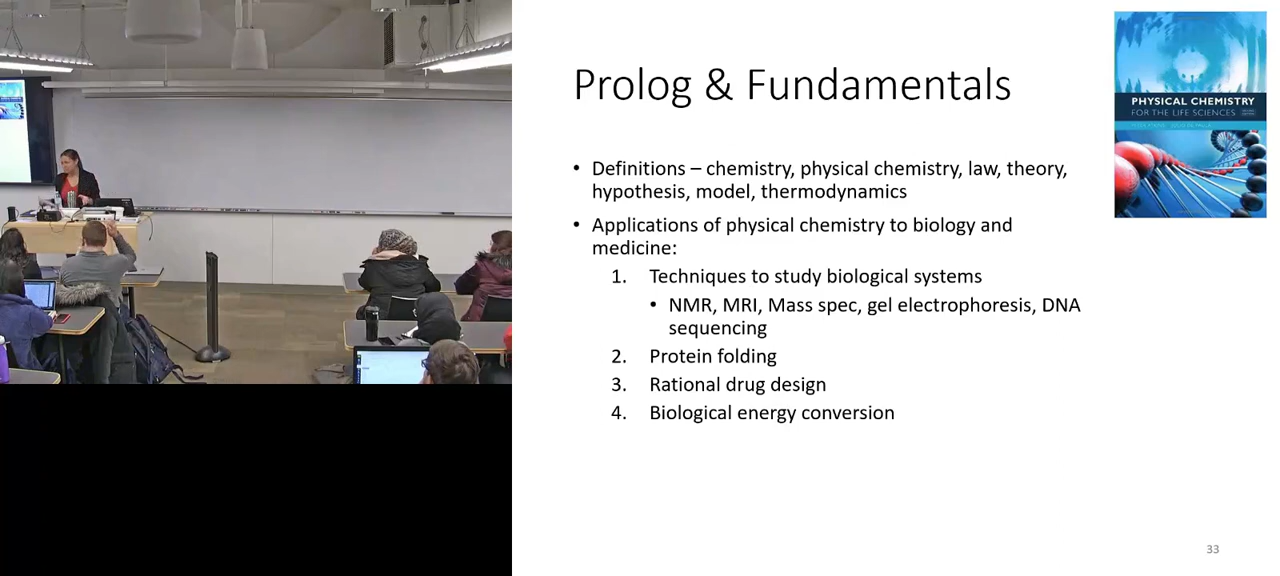 Prolog & Fundamentals
• Definitions – chemistry, physical chemistry, law, theory,
hypothesis, model, thermodynamics
• Applications of physical chemistry to biology and
medicine:
1. Techniques to study biological systems
• NMR, MRI, Mass spec, gel electrophoresis, DNA
sequencing
2. Protein folding
3. Rational drug design
4. Biological energy conversion
PHYSICAL CHEMISTRY
FOR THE LIFE SCIENCES
33